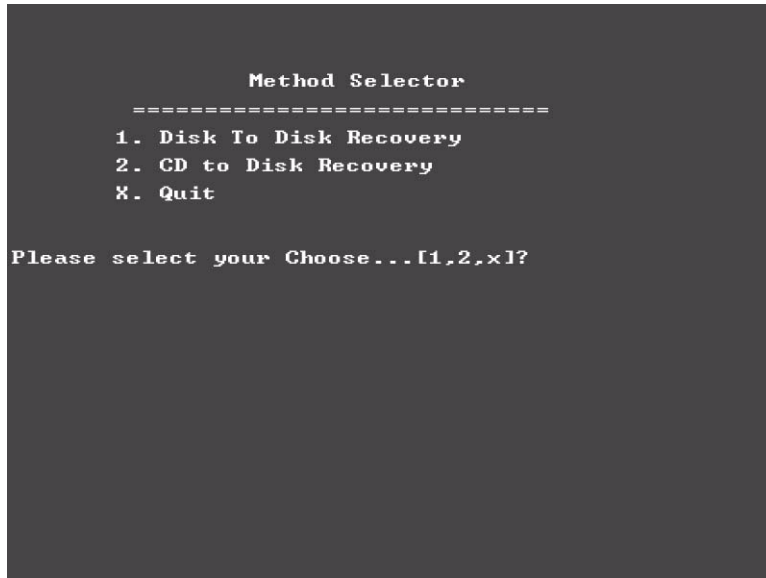 Method Selector
=============================
1. Disk To Disk Recovery
2. CD to Disk Recovery
X. Quit
Please select your Choose...[1,2,x]?